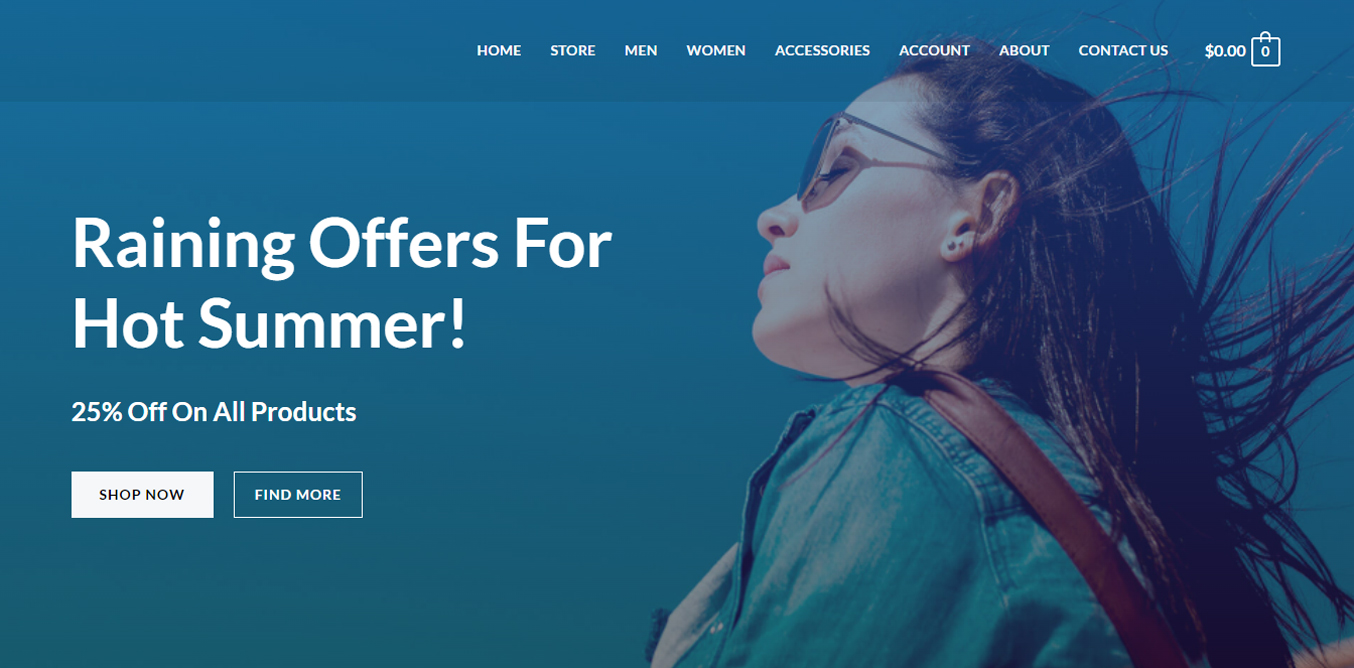 HOME STORE MEN WOMEN ACCESSORIES ACCOUNT ABOUT CONTACT US $0.00 0
Raining Offers For
Hot Summer!
25% Off On All Products
SHOP NOW FIND MORE